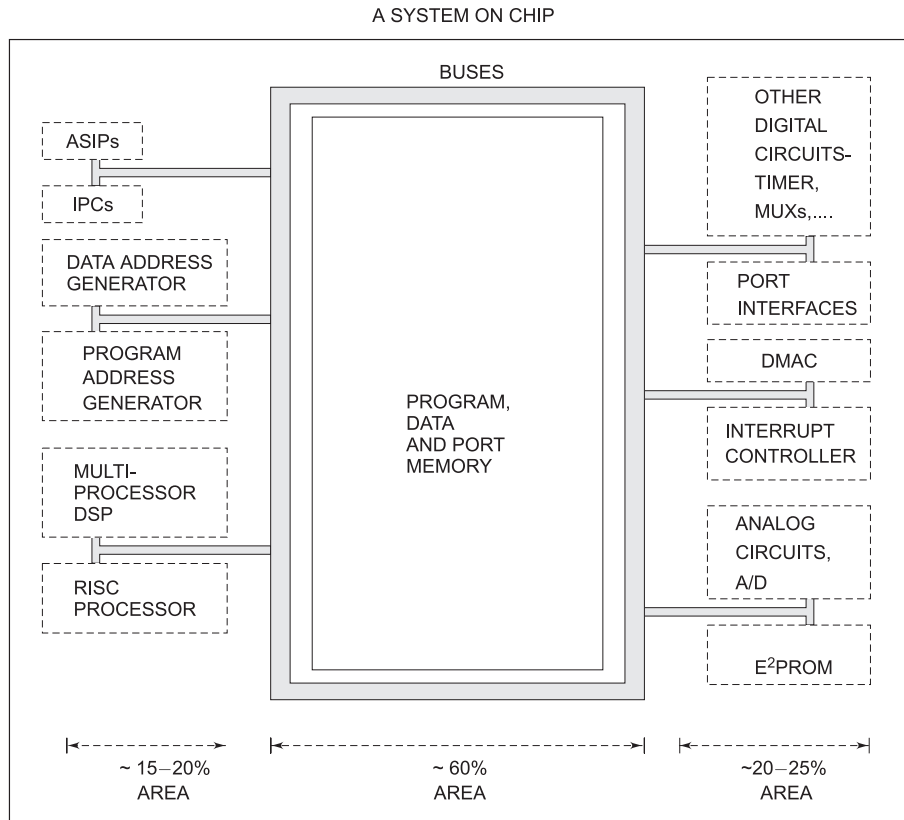 A SYSTEM ON CHIP
BUSES
ASIPs
IPCs
DATA ADDRESS
GENERATOR
PROGRAM
ADDRESS
GENERATOR
MULTI-
PROCESSOR
DSP
RISC
PROCESSOR
PROGRAM,
DATA
AND PORT
MEMORY
OTHER
DIGITAL
CIRCUITS-
TIMER,
MUXs,....
PORT
INTERFACES
DMAC
INTERRUPT
CONTROLLER
ANALOG
CIRCUITS,
A/D
E²PROM
~ 15–20%
AREA
~ 60%
AREA
~20–25%
AREA